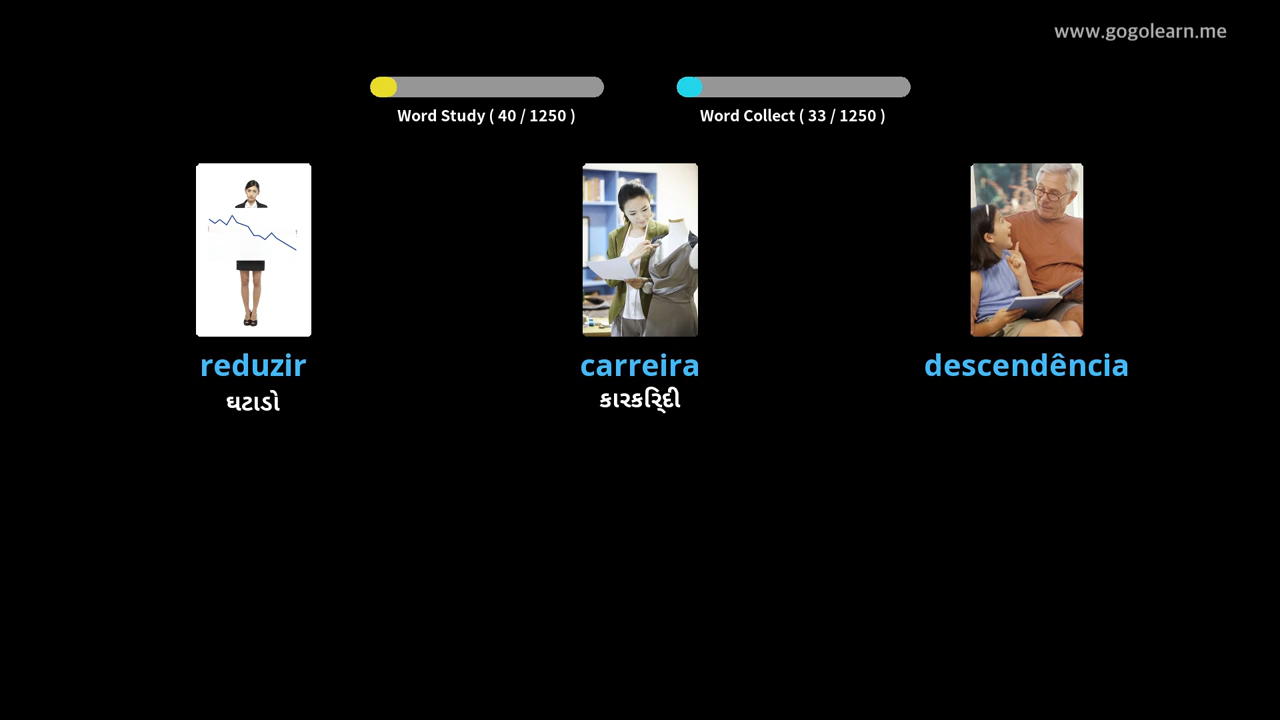 www.gogolearn.me
Word Study ( 40 / 1250 )
Word Collect ( 33 / 1250 )
reduzir
carreira
descendência
ઘટાડો
કારકિર્દી